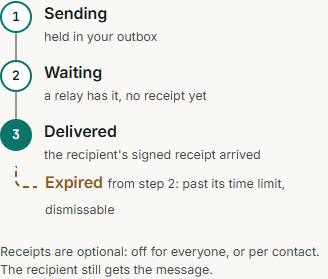 1 Sending
held in your outbox
2 Waiting
a relay has it, no receipt yet
3 Delivered
the recipient's signed receipt arrived
Expired from step 2: past its time limit,
dismissable
Receipts are optional: off for everyone, or per contact.
The recipient still gets the message.